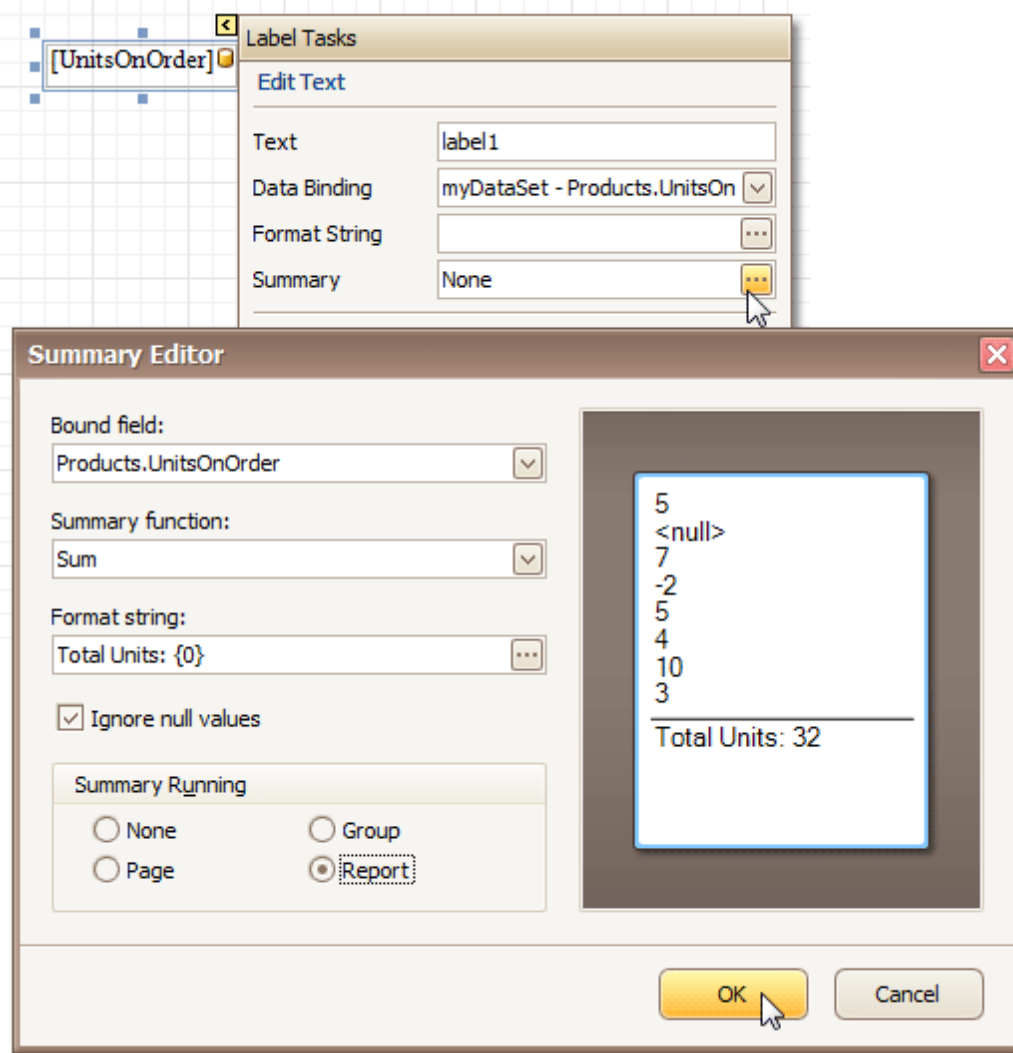 [UnitsOnOrder]
Label Tasks
Edit Text
Text label1
Data Binding myDataSet - Products.UnitsOn
Format String
Summary None
Summary Editor
Bound field:
Products.UnitsOnOrder
Summary function:
Sum
Format string:
Total Units: {0}
Ignore null values
Summary Running
None Group
Page Report
5
<null>
7
-2
5
4
10
3
Total Units: 32
OK Cancel